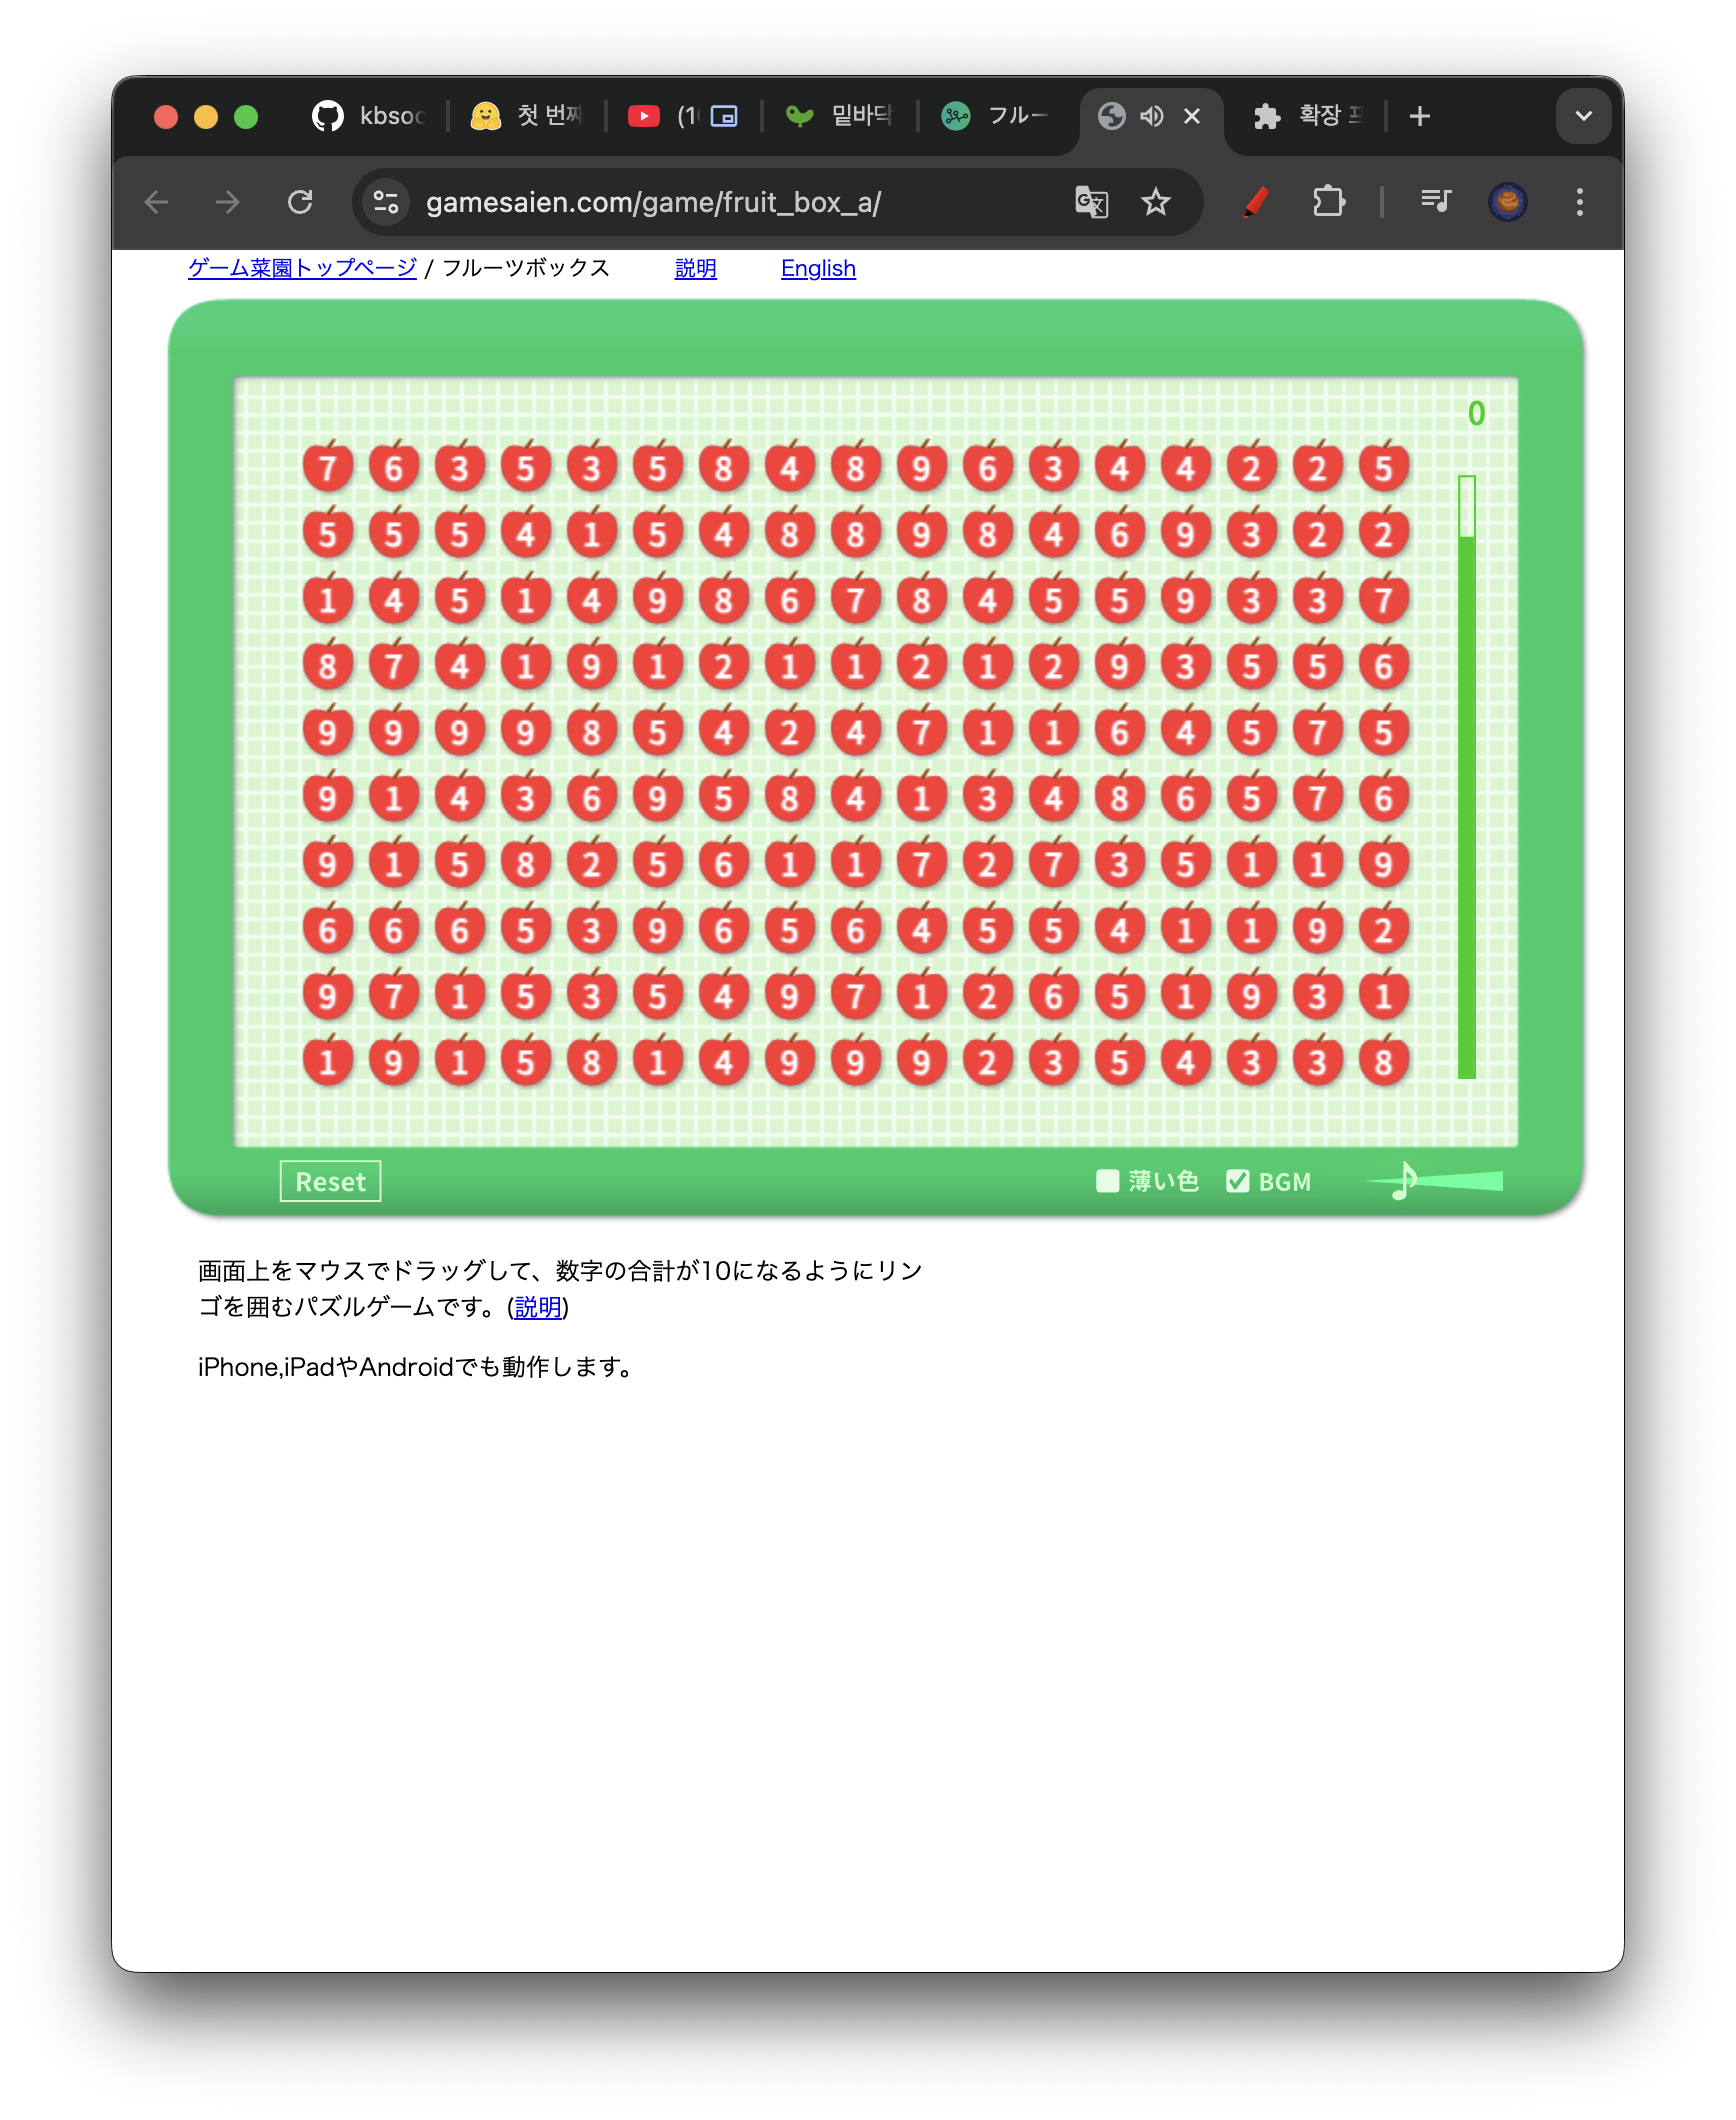 kbsoc 첫 번째 (1 밑바닥 フルー 확장 프
gamesaien.com/game/fruit_box_a/
ゲーム菜園トップページ / フルーツボックス 説明 English
0
7 6 3 5 3 5 8 4 8 9 6 3 4 4 2 2 5
5 5 5 4 1 5 4 8 8 9 8 4 6 9 3 2 2
1 4 5 1 4 9 8 6 7 8 4 5 5 9 3 3 7
8 7 4 1 9 1 2 1 1 2 1 2 9 3 5 5 6
9 9 9 9 8 5 4 2 4 7 1 1 6 4 5 7 5
9 1 4 3 6 9 5 8 4 1 3 4 8 6 5 7 6
9 1 5 8 2 5 6 1 1 7 2 7 3 5 1 1 9
6 6 6 5 3 9 6 5 6 4 5 5 4 1 1 9 2
9 7 1 5 3 5 4 9 7 1 2 6 5 1 9 3 1
1 9 1 5 8 1 4 9 9 9 2 3 5 4 3 3 8
Reset 薄い色 BGM
画面上をマウスでドラッグして、数字の合計が10になるようにリン
ゴを囲むパズルゲームです。(説明)
iPhone,iPadやAndroidでも動作します。